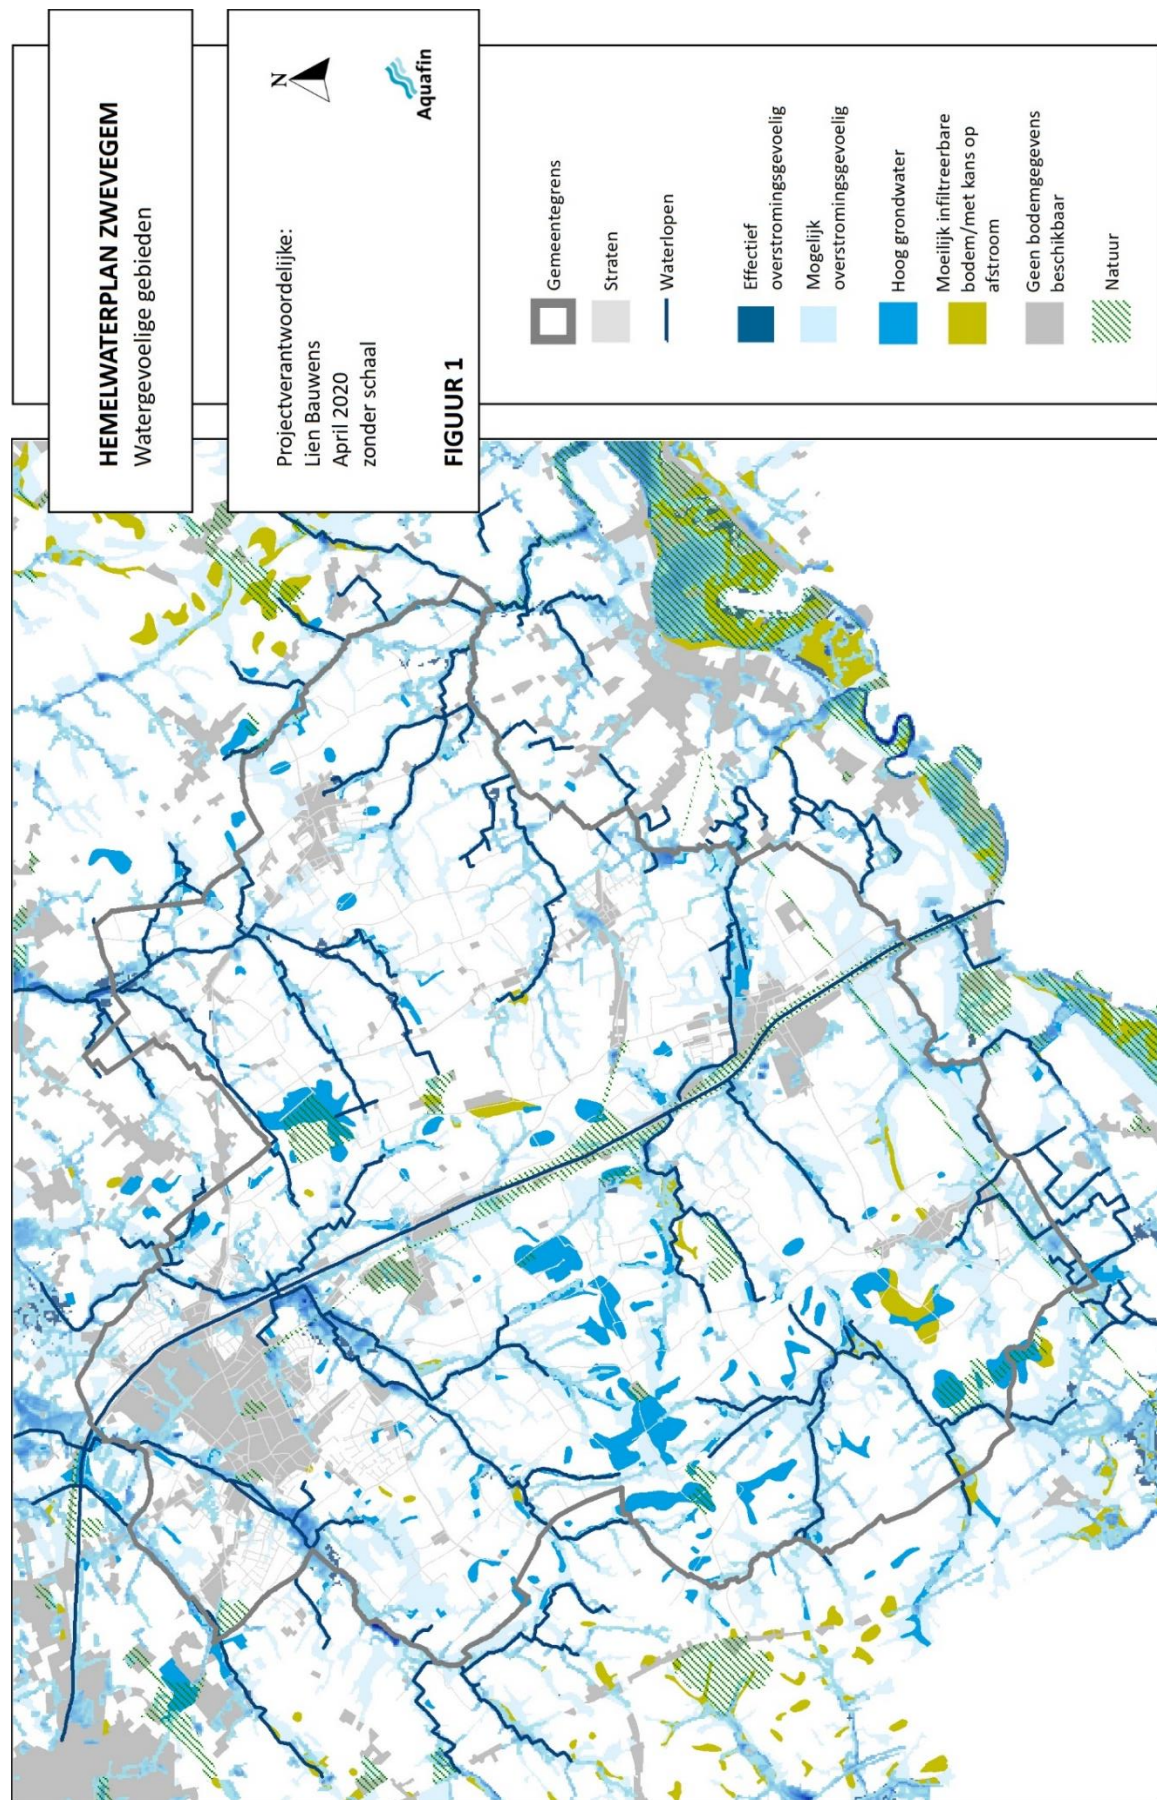 HEMELWATERPLAN ZWEVEGEM
Watergevoelige gebieden
N
Aquafin
Projectverantwoordelijke:
Lien Bauwens
April 2020
zonder schaal
FIGUUR 1
Gemeentegrens
Straten
Waterlopen
Effectief
overstromingsgevoelig
Mogelijk
overstromingsgevoelig
Hoog grondwater
Moeilijk infiltreerbare
bodem/met kans op
afstroom
Geen bodemgegevens
beschikbaar
Natuur